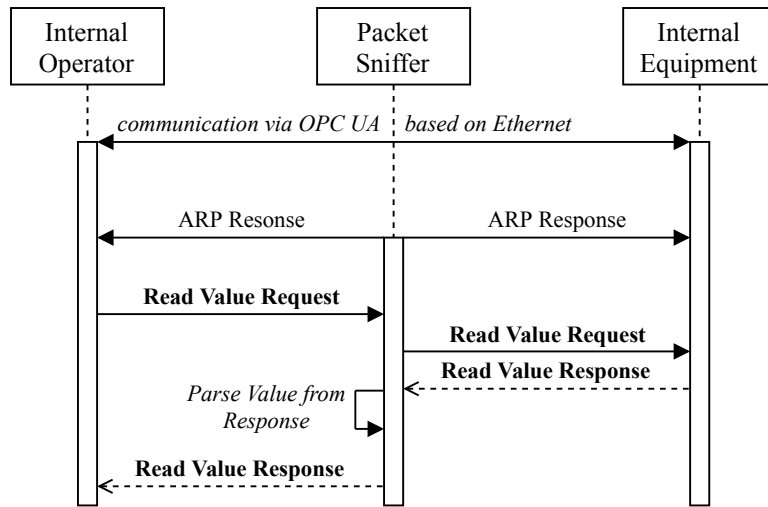 Internal
Operator
Packet
Sniffer
Internal
Equipment
communication via OPC UA based on Ethernet
ARP Resonse
ARP Response
Read Value Request
Read Value Request
Read Value Response
Parse Value from
Response
Read Value Response